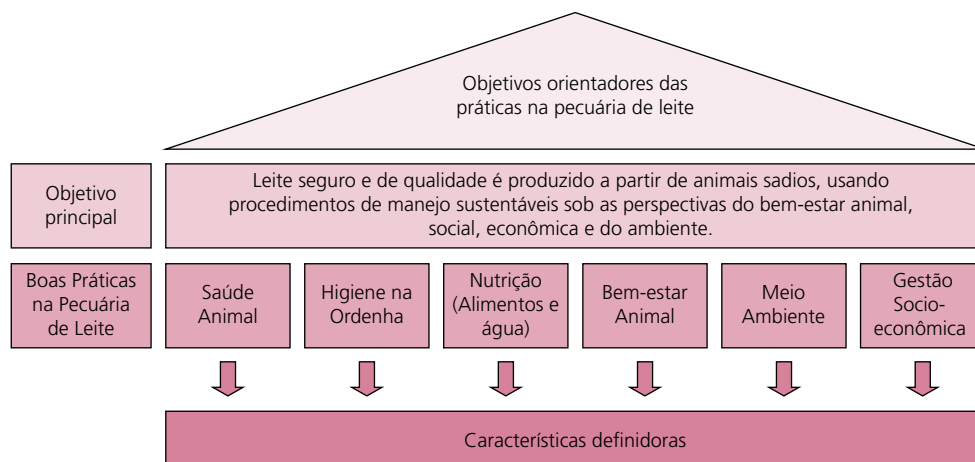 Objetivos orientadores das
práticas na pecuária de leite
Objetivo
principal
Leite seguro e de qualidade é produzido a partir de animais sadios, usando
procedimentos de manejo sustentáveis sob as perspectivas do bem-estar animal,
social, econômica e do ambiente.
Boas Práticas
na Pecuária
de Leite
Saúde
Animal
Higiene na
Ordenha
Nutrição
(Alimentos e
água)
Bem-estar
Animal
Meio
Ambiente
Gestão
Socio-
econômica
Características definidoras